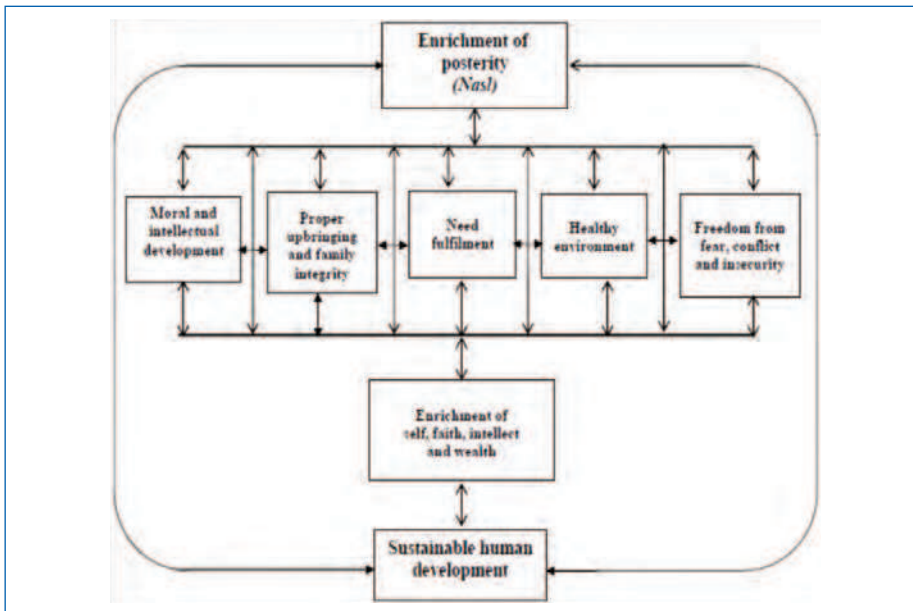 Enrichment of
posterity
(Nasl)
Moral and
intellectual
development
Proper
upbringing
and family
integrity
Need
fulfilment
Healthy
environment
Freedom from
fear, conflict
and insecurity
Enrichment of
self, faith, intellect
and wealth
Sustainable human
development